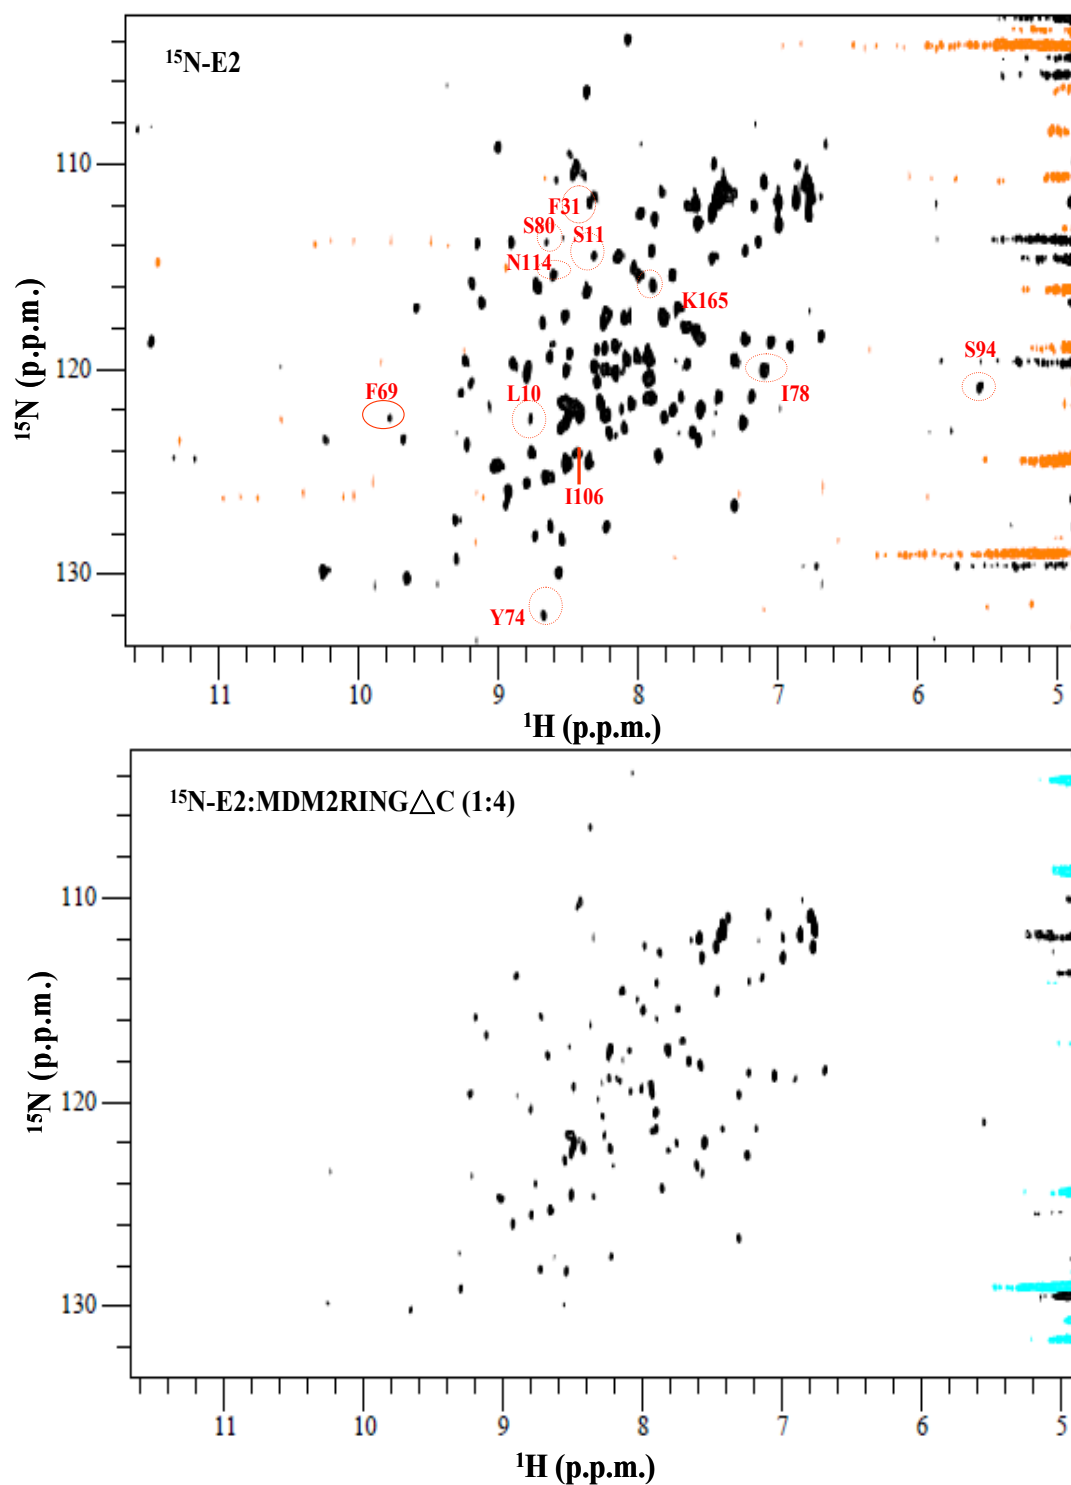 ¹⁵N-E2
110
F31
S80
S11
N114
K165
120
S94
F69
L10
I78
I106
130
Y74
¹⁵N (p.p.m.)
11 10 9 8 7 6 5
¹H (p.p.m.)
¹⁵N-E2:MDM2RING△C (1:4)
110
120
130
¹⁵N (p.p.m.)
11 10 9 8 7 6 5
¹H (p.p.m.)